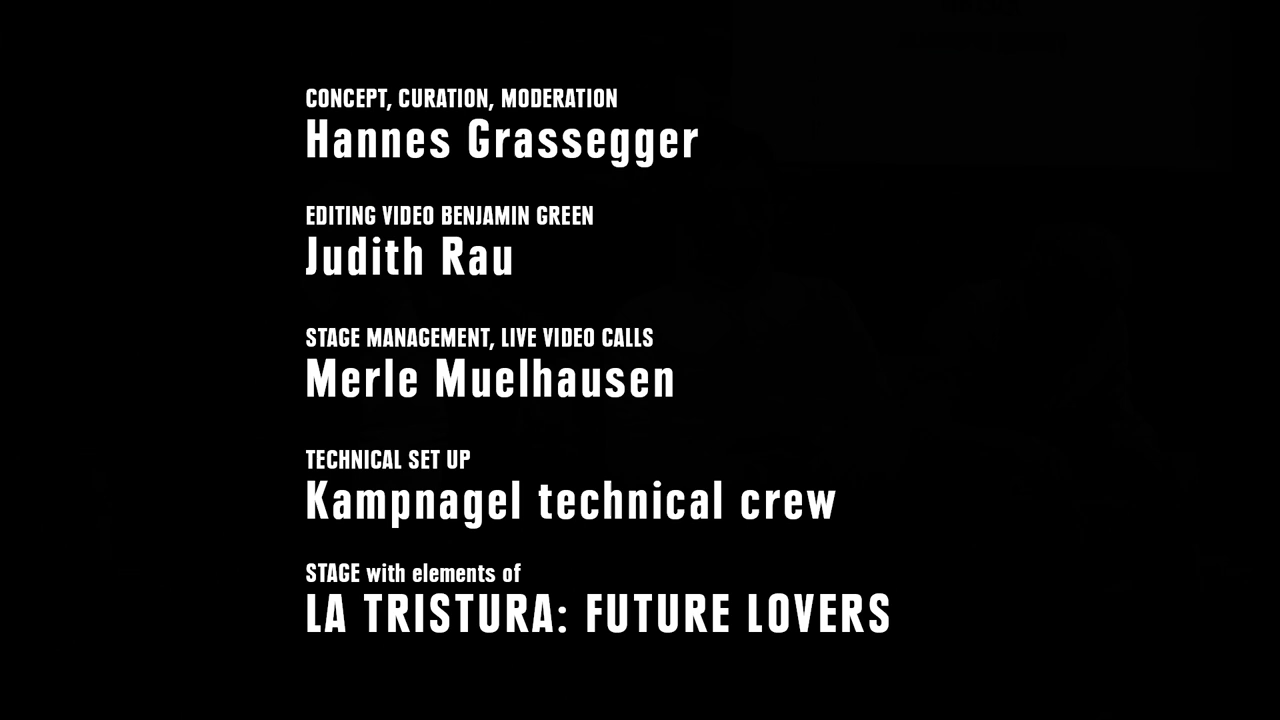 CONCEPT, CURATION, MODERATION
Hannes Grassegger
EDITING VIDEO BENJAMIN GREEN
Judith Rau
STAGE MANAGEMENT, LIVE VIDEO CALLS
Merle Muelhausen
TECHNICAL SET UP
Kampnagel technical crew
STAGE with elements of
LA TRISTURA: FUTURE LOVERS